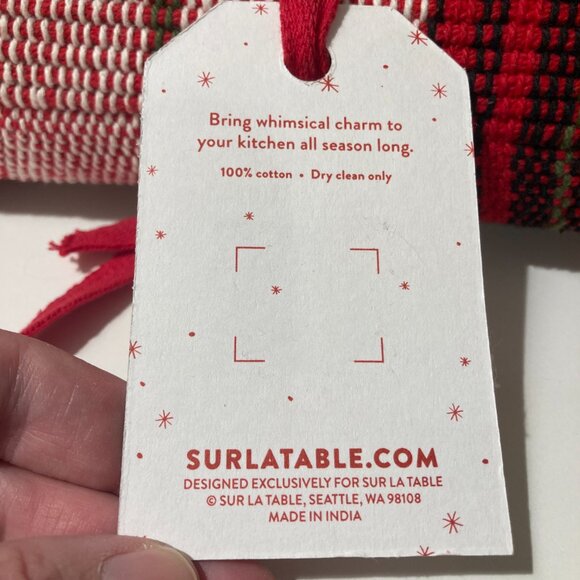 Bring whimsical charm to
your kitchen all season long.
100% cotton • Dry clean only
SURLATABLE.COM
DESIGNED EXCLUSIVELY FOR SUR LA TABLE
© SUR LA TABLE, SEATTLE, WA 98108
MADE IN INDIA